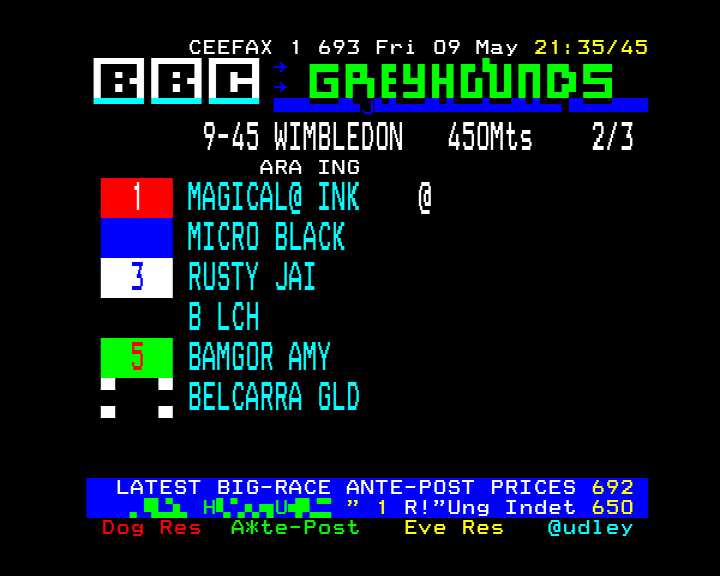 CEEFAX 1 693 Fri 09 May 21:35/45
BBC GREYHOUNDS
9-45 WIMBLEDON 450Mts 2/3
ARA ING
1 MAGICAL@ INK @
MICRO BLACK
3 RUSTY JAI
B LCH
5 BAMGOR AMY
BELCARRA GLD
LATEST BIG-RACE ANTE-POST PRICES 692
" 1 R!"Ung Indet 650
Dog Res A*te-Post Eve Res @udley